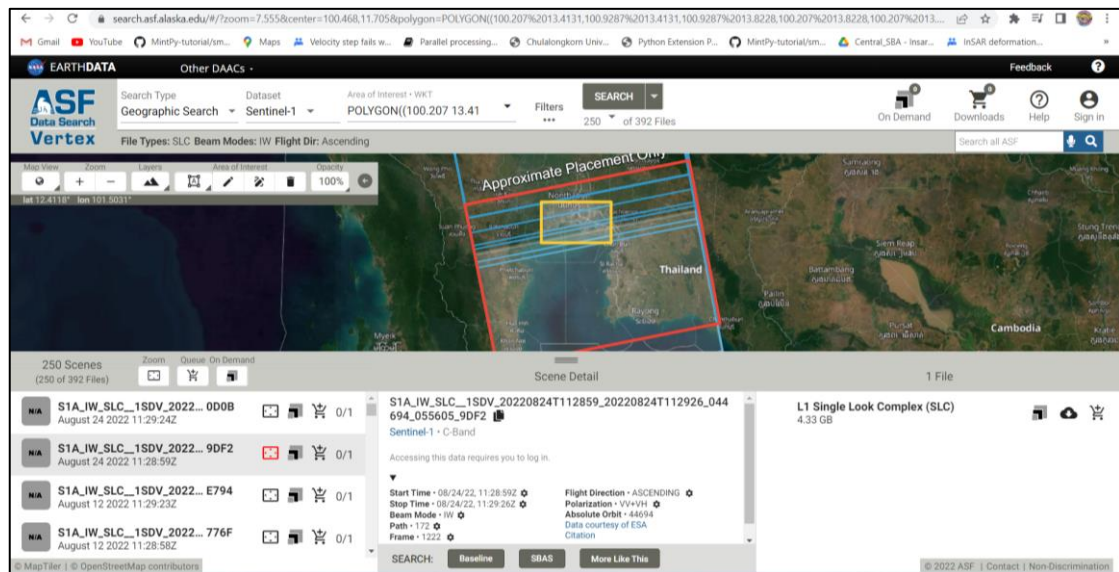 search.asf.alaska.edu/#/?zoom=7.555&center=100.468,11.705&polygon=POLYGON((100.207%2013.4131,100.9287%2013.4131,100.9287%2013.8228,100.207%2013.8228,100.207%2013....
Gmail YouTube MintPy-tutorial/sm... Maps Velocity step fails w... Parallel processing... Chulalongkorn Univ... Python Extension P... MintPy-tutorial/sm... Central_SBA - Insar... InSAR deformation... »
EARTHDATA Other DAACs Feedback
ASF
Data Search
Vertex
Search Type
Geographic Search
Dataset
Sentinel-1
Area of Interest • WKT
POLYGON((100.207 13.41
Filters
•••
SEARCH
250 of 392 Files
0
On Demand
0
Downloads
?
Help
Sign in
File Types: SLC Beam Modes: IW Flight Dir: Ascending
Search all ASF
Map View Zoom Layers Area of Interest Opacity
+ − 100%
lat 12.4118° lon 101.5031°
Approximate Placement Only
Thailand
Siem Reap
Battambang
Pailin
Pursat
Cambodia
Rayong
Stung Tren
250 Scenes
(250 of 392 Files)
Zoom Queue On Demand
Scene Detail
1 File
N/A
S1A_IW_SLC__1SDV_2022... 0D0B
August 24 2022 11:29:24Z
0/1
N/A
S1A_IW_SLC__1SDV_2022... 9DF2
August 24 2022 11:28:59Z
0/1
N/A
S1A_IW_SLC__1SDV_2022... E794
August 12 2022 11:29:23Z
0/1
N/A
S1A_IW_SLC__1SDV_2022... 776F
August 12 2022 11:28:58Z
0/1
S1A_IW_SLC__1SDV_20220824T112859_20220824T112926_044
694_055605_9DF2
Sentinel-1 • C-Band
Accessing this data requires you to log in.
Start Time • 08/24/22, 11:28:59Z
Stop Time • 08/24/22, 11:29:26Z
Beam Mode • IW
Path • 172
Frame • 1222
Flight Direction • ASCENDING
Polarization • VV+VH
Absolute Orbit • 44694
Data courtesy of ESA
Citation
SEARCH: Baseline SBAS More Like This
L1 Single Look Complex (SLC)
4.33 GB
© MapTiler | © OpenStreetMap contributors
© 2022 ASF | Contact | Non-Discrimination